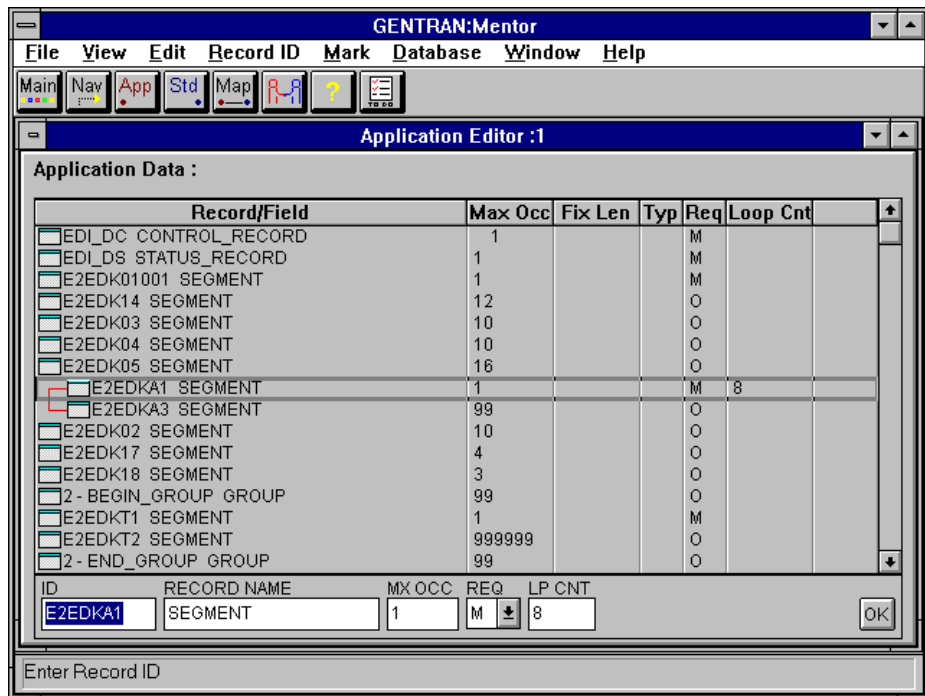 GENTRAN:Mentor
File View Edit Record ID Mark Database Window Help
Main Nav App Std Map ? TO DO
Application Editor :1
Application Data :
Record/Field Max Occ Fix Len Typ Req Loop Cnt
EDI_DC CONTROL_RECORD 1 M
EDI_DS STATUS_RECORD 1 M
E2EDK01001 SEGMENT 1 M
E2EDK14 SEGMENT 12 O
E2EDK03 SEGMENT 10 O
E2EDK04 SEGMENT 10 O
E2EDK05 SEGMENT 16 O
E2EDKA1 SEGMENT 1 M 8
E2EDKA3 SEGMENT 99 O
E2EDK02 SEGMENT 10 O
E2EDK17 SEGMENT 4 O
E2EDK18 SEGMENT 3 O
2 - BEGIN_GROUP GROUP 99 O
E2EDKT1 SEGMENT 1 M
E2EDKT2 SEGMENT 999999 O
2 - END_GROUP GROUP 99 O
ID RECORD NAME MX OCC REQ LP CNT
E2EDKA1 SEGMENT 1 M 8 OK
Enter Record ID